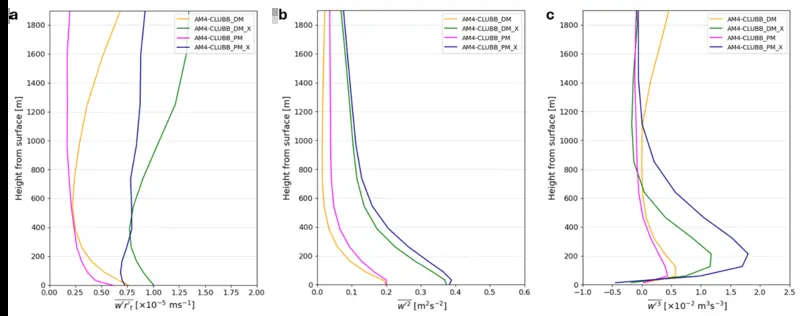 a
Height from surface [m]
1800
1600
1400
1200
1000
800
600
400
200
0
0.00 0.25 0.50 0.75 1.00 1.25 1.50 1.75 2.00
w'r't [×10−5 ms−1]
AM4-CLUBB_DM
AM4-CLUBB_DM_X
AM4-CLUBB_PM
AM4-CLUBB_PM_X
b
Height from surface [m]
1800
1600
1400
1200
1000
800
600
400
200
0
0.0 0.1 0.2 0.3 0.4 0.5 0.6
w'2 [m2s−2]
AM4-CLUBB_DM
AM4-CLUBB_DM_X
AM4-CLUBB_PM
AM4-CLUBB_PM_X
c
Height from surface [m]
1800
1600
1400
1200
1000
800
600
400
200
0
−1.0 −0.5 0.0 0.5 1.0 1.5 2.0 2.5
w'3 [×10−2 m3s−3]
AM4-CLUBB_DM
AM4-CLUBB_DM_X
AM4-CLUBB_PM
AM4-CLUBB_PM_X